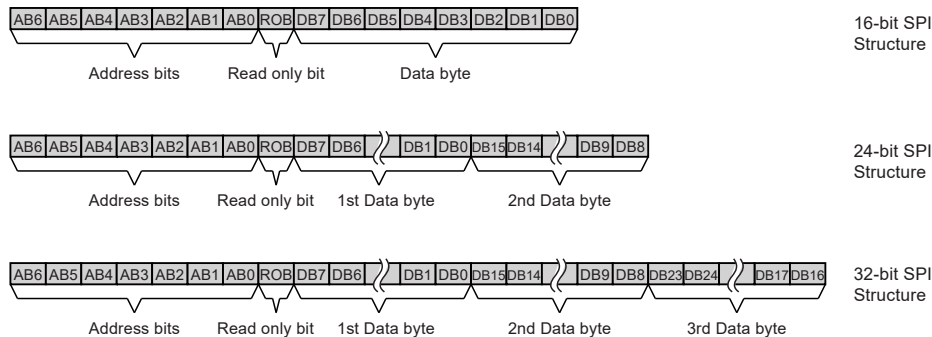 AB6 AB5 AB4 AB3 AB2 AB1 AB0 ROB DB7 DB6 DB5 DB4 DB3 DB2 DB1 DB0
16-bit SPI
Structure
Address bits Read only bit Data byte
AB6 AB5 AB4 AB3 AB2 AB1 AB0 ROB DB7 DB6 DB1 DB0 DB15 DB14 DB9 DB8
24-bit SPI
Structure
Address bits Read only bit 1st Data byte 2nd Data byte
AB6 AB5 AB4 AB3 AB2 AB1 AB0 ROB DB7 DB6 DB1 DB0 DB15 DB14 DB9 DB8 DB23 DB24 DB17 DB16
32-bit SPI
Structure
Address bits Read only bit 1st Data byte 2nd Data byte 3rd Data byte